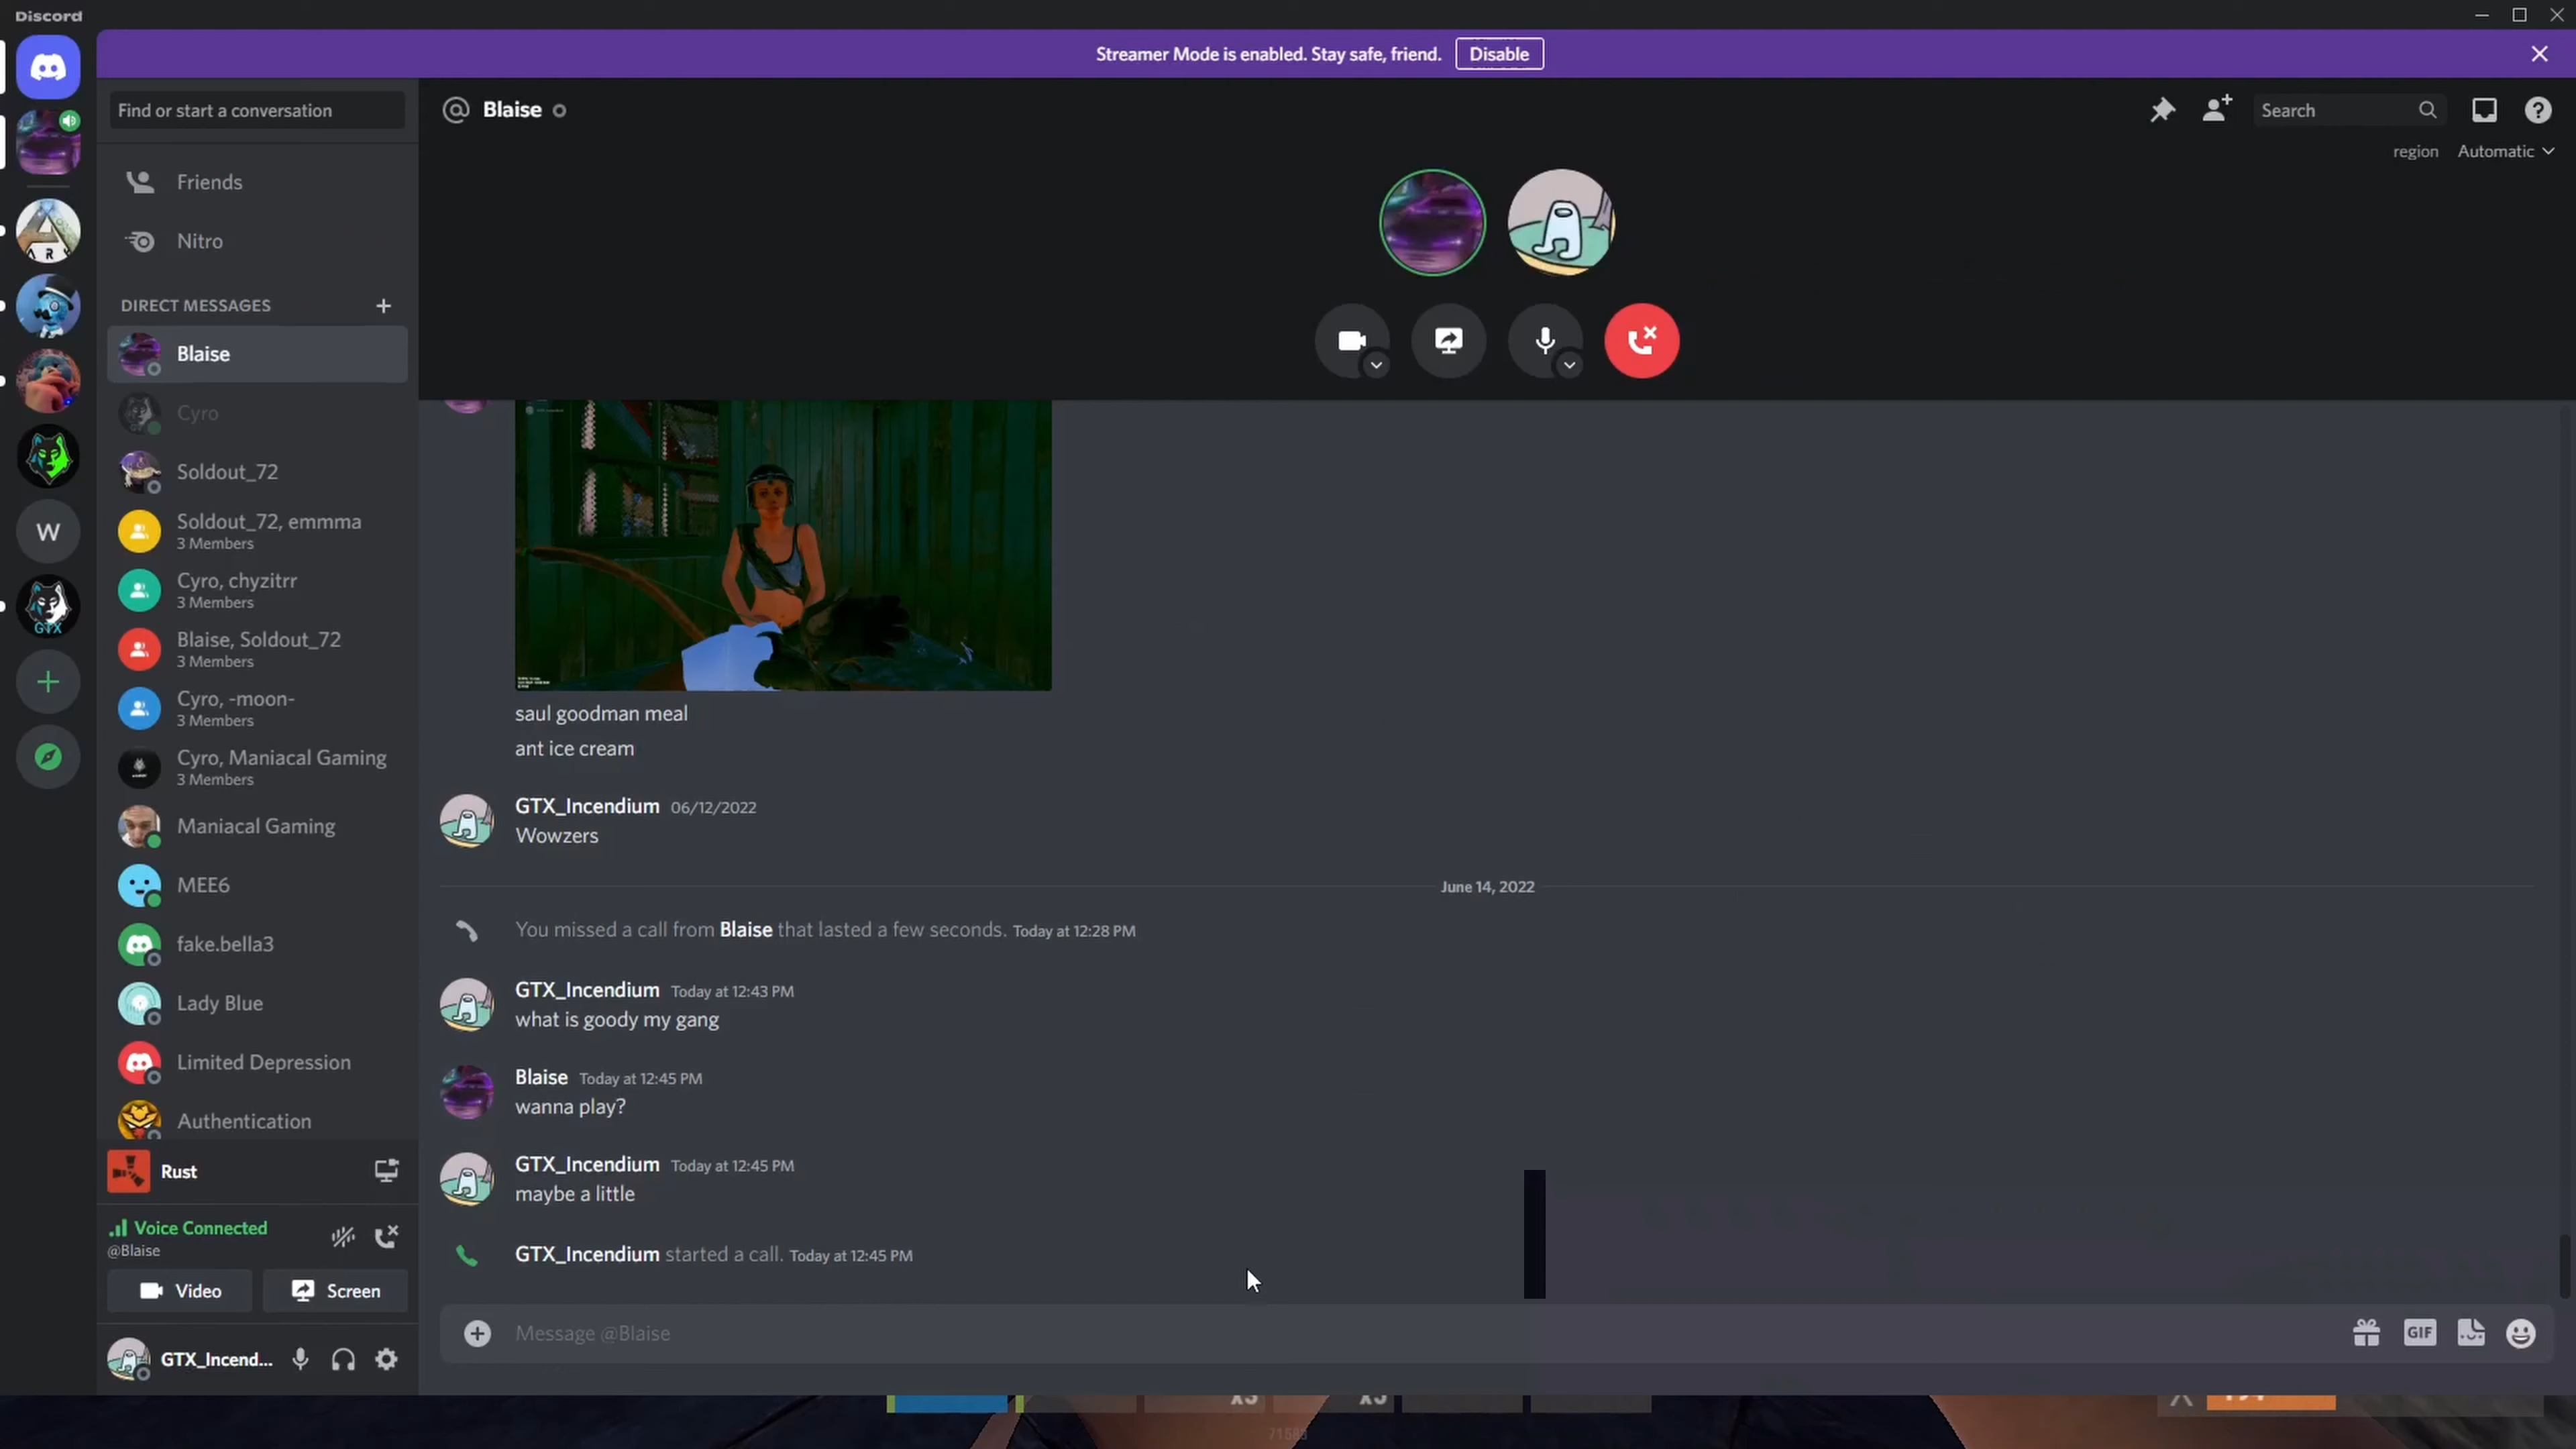 Discord
Streamer Mode is enabled. Stay safe, friend. Disable
Find or start a conversation
Blaise
Search
region Automatic
Friends
Nitro
DIRECT MESSAGES
Blaise
Cyro
Soldout_72
Soldout_72, emmma
3 Members
Cyro, chyzitrr
3 Members
Blaise, Soldout_72
3 Members
Cyro, -moon-
3 Members
Cyro, Maniacal Gaming
3 Members
Maniacal Gaming
MEE6
fake.bella3
Lady Blue
Limited Depression
Authentication
W
GTX
Rust
Voice Connected
@Blaise
Video
Screen
GTX_Incend...
saul goodman meal
ant ice cream
GTX_Incendium 06/12/2022
Wowzers
June 14, 2022
You missed a call from Blaise that lasted a few seconds. Today at 12:28 PM
GTX_Incendium Today at 12:43 PM
what is goody my gang
Blaise Today at 12:45 PM
wanna play?
GTX_Incendium Today at 12:45 PM
maybe a little
GTX_Incendium started a call. Today at 12:45 PM
Message @Blaise
GIF
x3